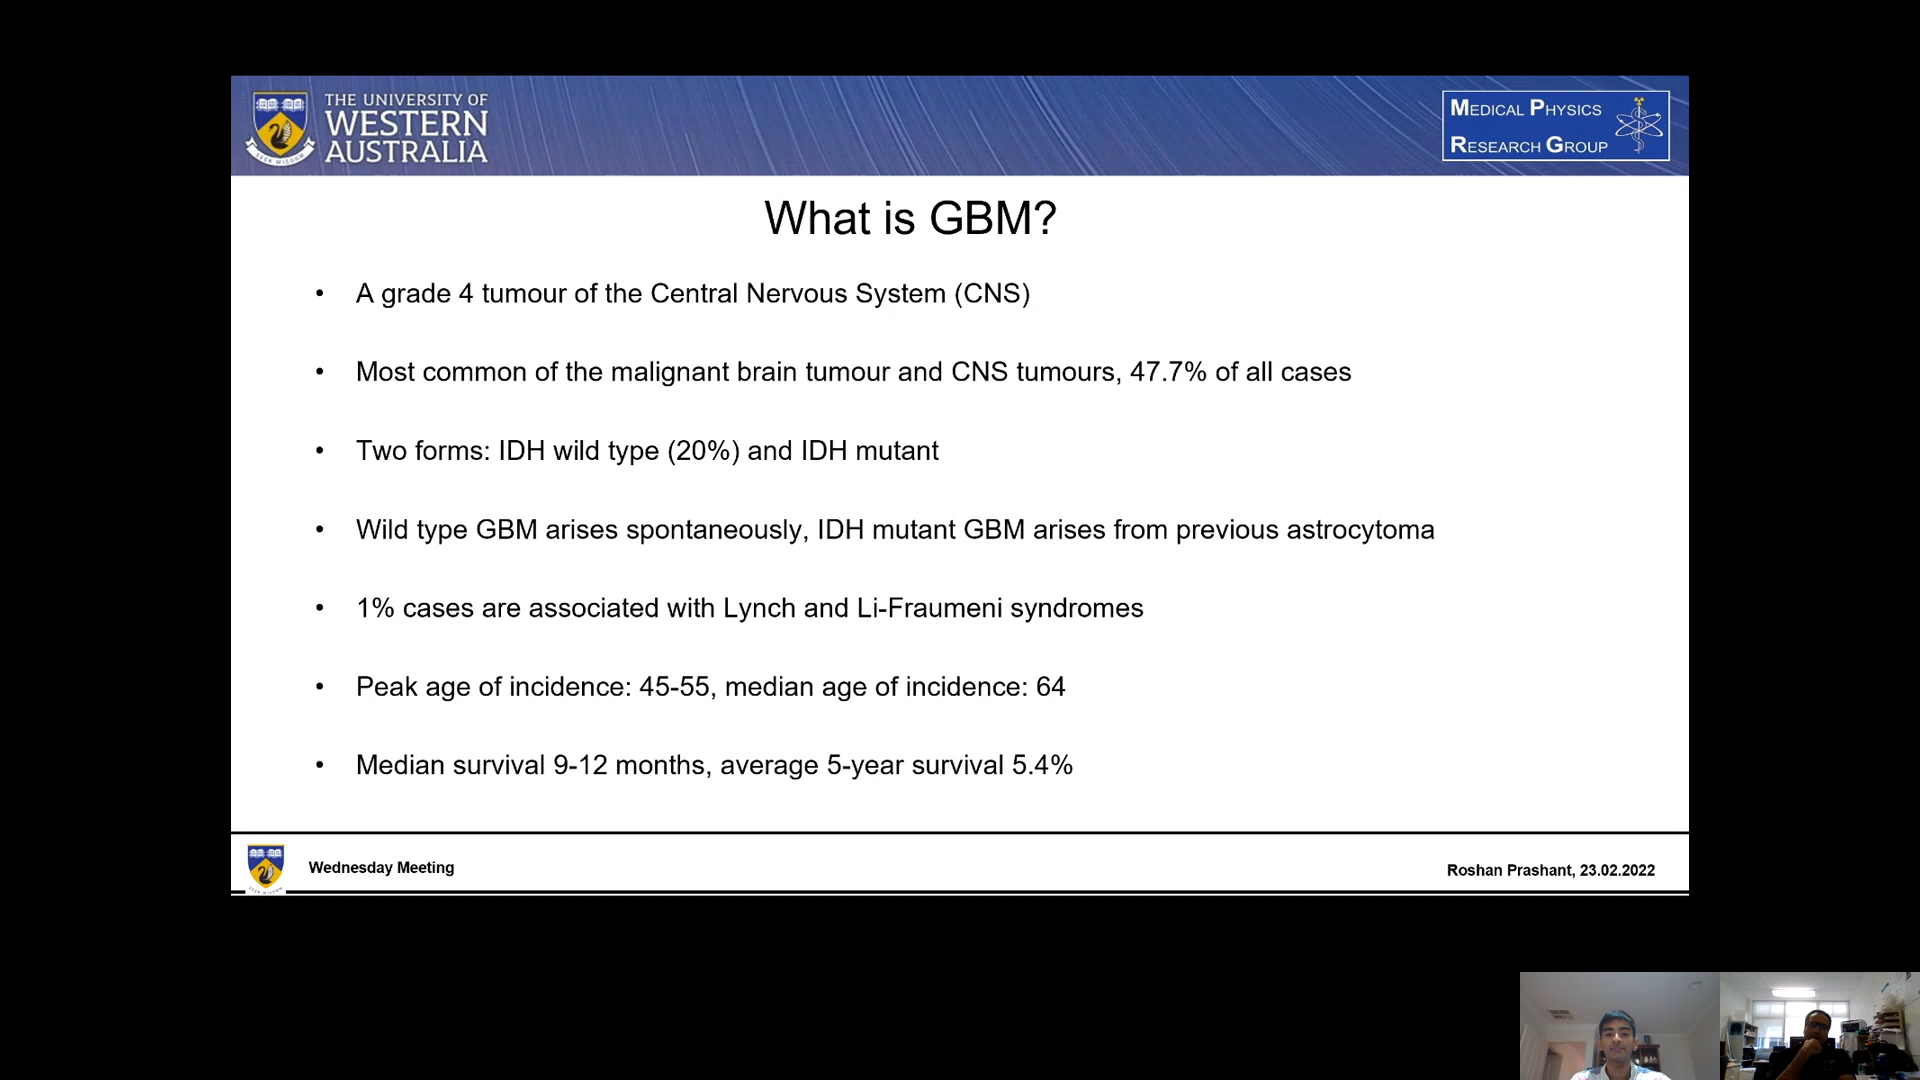 THE UNIVERSITY OF
WESTERN
AUSTRALIA
SEEK WISDOM
MEDICAL PHYSICS
RESEARCH GROUP
What is GBM?
• A grade 4 tumour of the Central Nervous System (CNS)
• Most common of the malignant brain tumour and CNS tumours, 47.7% of all cases
• Two forms: IDH wild type (20%) and IDH mutant
• Wild type GBM arises spontaneously, IDH mutant GBM arises from previous astrocytoma
• 1% cases are associated with Lynch and Li-Fraumeni syndromes
• Peak age of incidence: 45-55, median age of incidence: 64
• Median survival 9-12 months, average 5-year survival 5.4%
Wednesday Meeting
Roshan Prashant, 23.02.2022